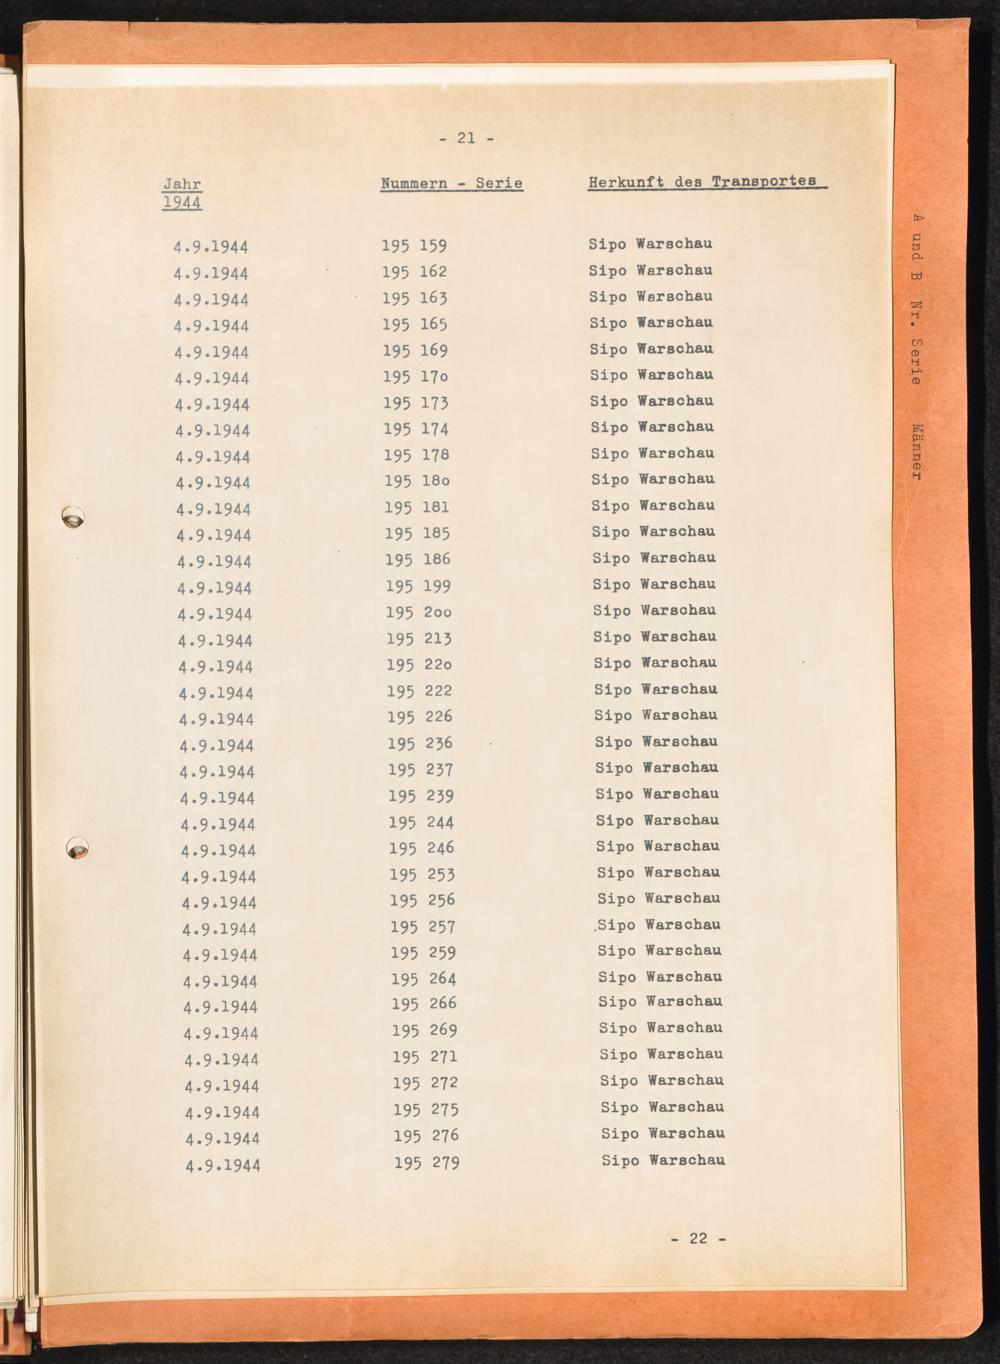 - 21 -
Jahr Nummern - Serie Herkunft des Transportes
1944
4.9.1944 195 159 Sipo Warschau
4.9.1944 195 162 Sipo Warschau
4.9.1944 195 163 Sipo Warschau
4.9.1944 195 165 Sipo Warschau
4.9.1944 195 169 Sipo Warschau
4.9.1944 195 17o Sipo Warschau
4.9.1944 195 173 Sipo Warschau
4.9.1944 195 174 Sipo Warschau
4.9.1944 195 178 Sipo Warschau
4.9.1944 195 18o Sipo Warschau
4.9.1944 195 181 Sipo Warschau
4.9.1944 195 185 Sipo Warschau
4.9.1944 195 186 Sipo Warschau
4.9.1944 195 199 Sipo Warschau
4.9.1944 195 2oo Sipo Warschau
4.9.1944 195 213 Sipo Warschau
4.9.1944 195 22o Sipo Warschau
4.9.1944 195 222 Sipo Warschau
4.9.1944 195 226 Sipo Warschau
4.9.1944 195 236 Sipo Warschau
4.9.1944 195 237 Sipo Warschau
4.9.1944 195 239 Sipo Warschau
4.9.1944 195 244 Sipo Warschau
4.9.1944 195 246 Sipo Warschau
4.9.1944 195 253 Sipo Warschau
4.9.1944 195 256 Sipo Warschau
4.9.1944 195 257 Sipo Warschau
4.9.1944 195 259 Sipo Warschau
4.9.1944 195 264 Sipo Warschau
4.9.1944 195 266 Sipo Warschau
4.9.1944 195 269 Sipo Warschau
4.9.1944 195 271 Sipo Warschau
4.9.1944 195 272 Sipo Warschau
4.9.1944 195 275 Sipo Warschau
4.9.1944 195 276 Sipo Warschau
4.9.1944 195 279 Sipo Warschau
- 22 -
A und B Nr. Serie Männer